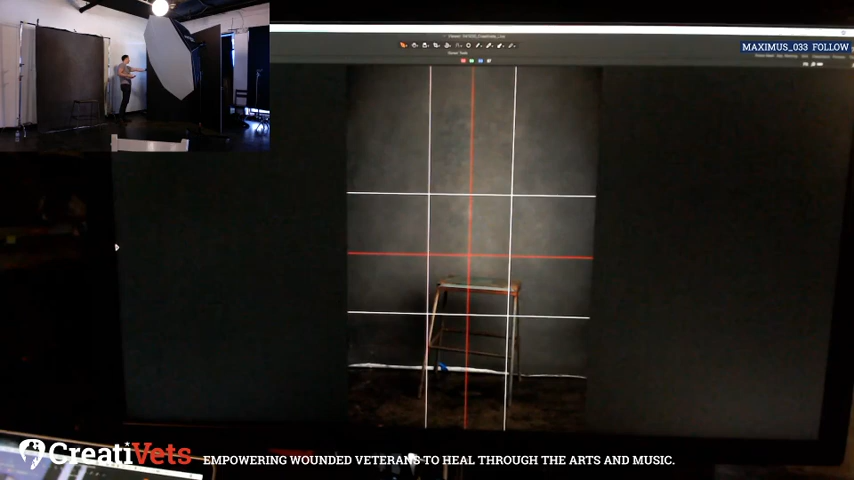 MAXIMUS_033 FOLLOW
CreatiVets
EMPOWERING WOUNDED VETERANS TO HEAL THROUGH THE ARTS AND MUSIC.